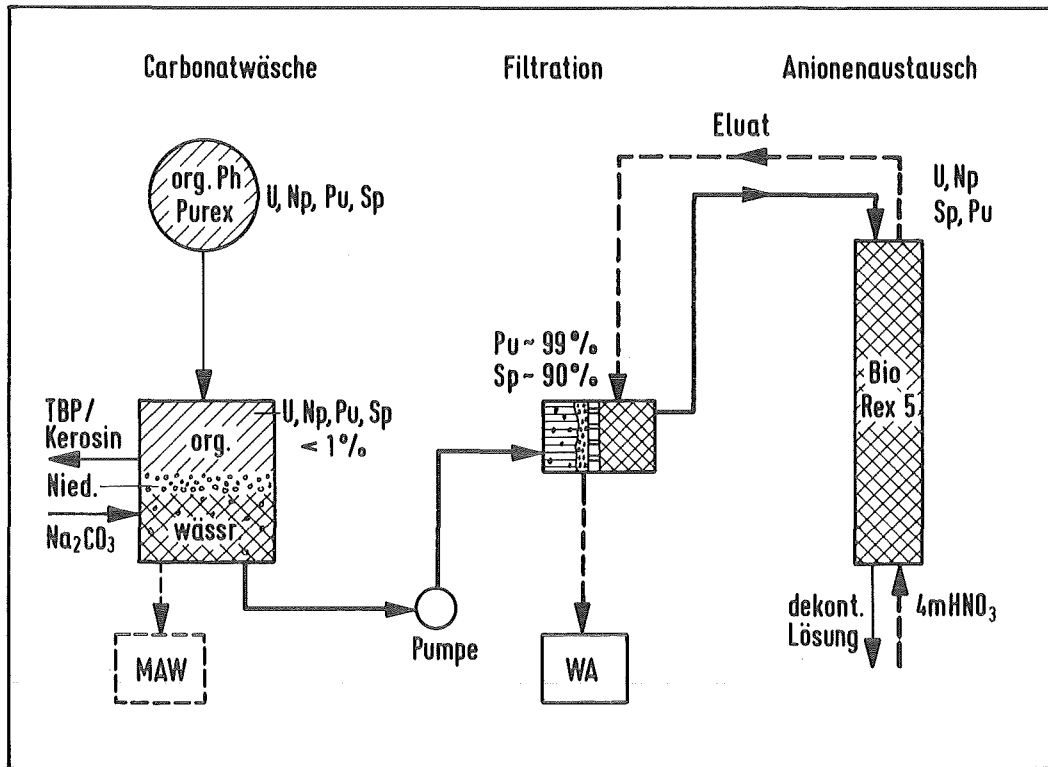 Carbonatwäsche
Filtration
Anionenaustausch
Eluat
org. Ph
Purex
U, Np, Pu, Sp
U, Np
Sp, Pu
Pu ~ 99%
Sp ~ 90%
TBP/
Kerosin
U, Np, Pu, Sp
< 1%
org.
Bio
Rex 5
Nied.
wässr.
Na₂CO₃
Pumpe
dekont.
Lösung
4mHNO₃
MAW
WA